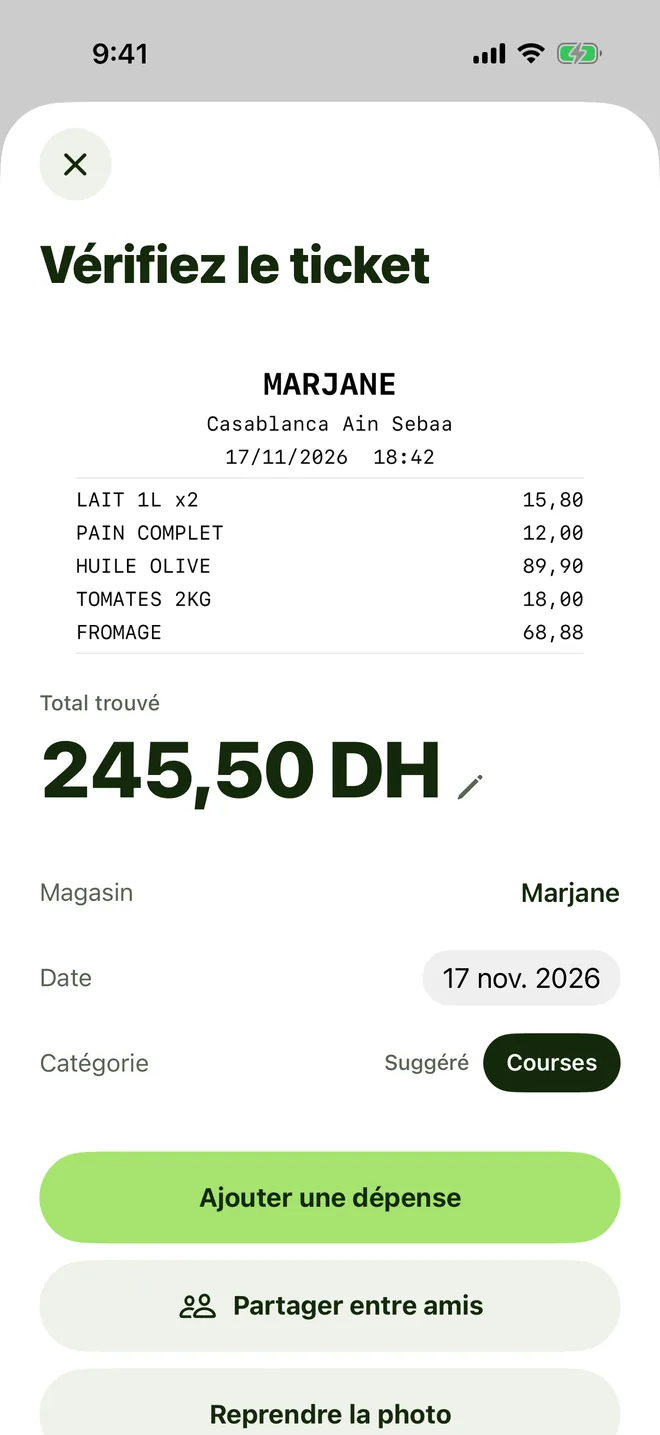 9:41
Vérifiez le ticket
MARJANE
Casablanca Ain Sebaa
17/11/2026 18:42
LAIT 1L x2 15,80
PAIN COMPLET 12,00
HUILE OLIVE 89,90
TOMATES 2KG 18,00
FROMAGE 68,88
Total trouvé
245,50 DH
Magasin Marjane
Date 17 nov. 2026
Catégorie Suggéré Courses
Ajouter une dépense
Partager entre amis
Reprendre la photo